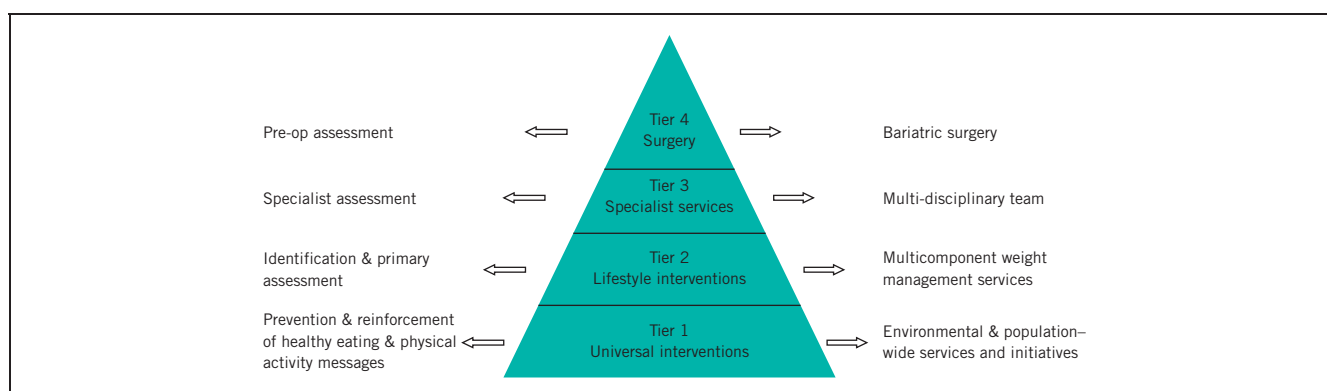 Pre-op assessment
Tier 4
Surgery
Bariatric surgery
Specialist assessment
Tier 3
Specialist services
Multi-disciplinary team
Identification & primary
assessment
Tier 2
Lifestyle interventions
Multicomponent weight
management services
Prevention & reinforcement
of healthy eating & physical
activity messages
Tier 1
Universal interventions
Environmental & population–
wide services and initiatives